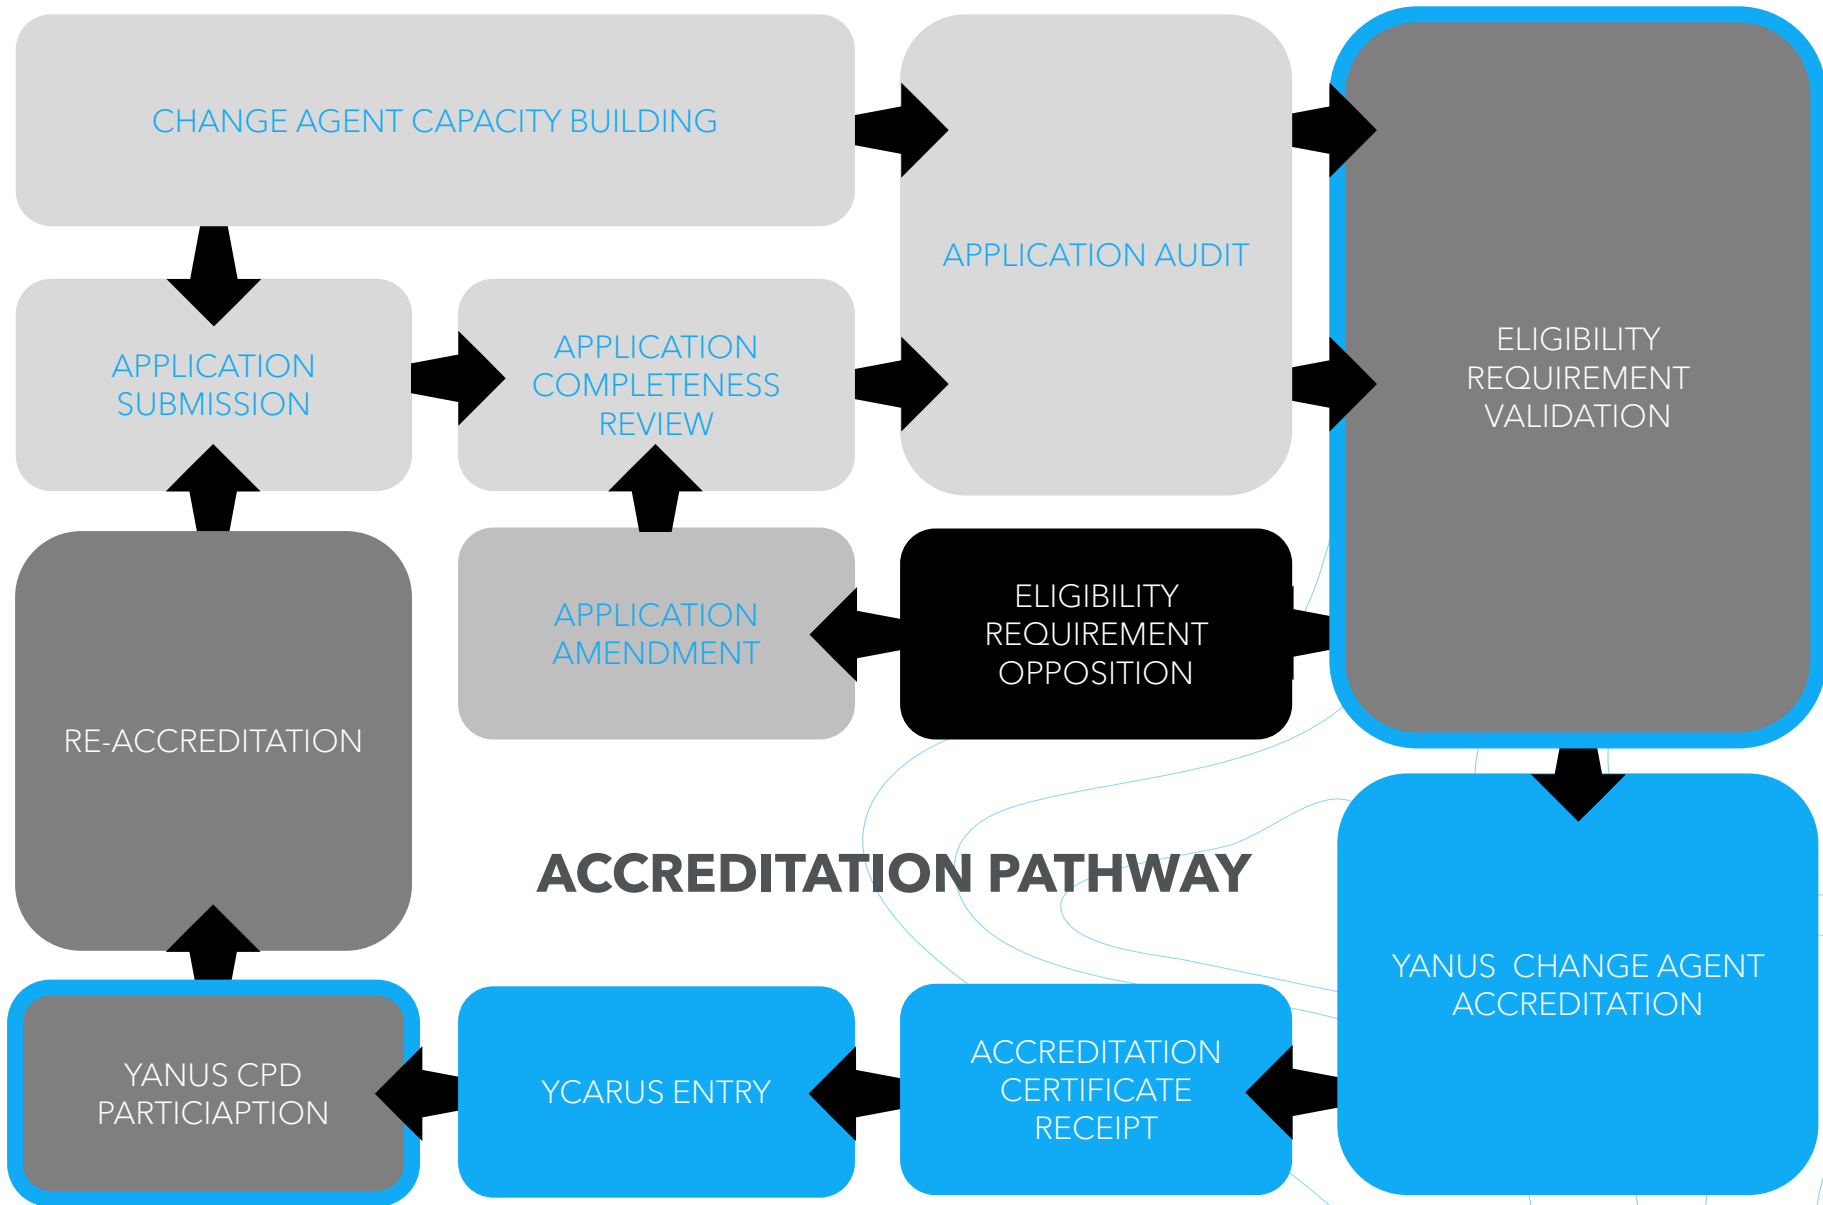 CHANGE AGENT CAPACITY BUILDING
APPLICATION AUDIT
ELIGIBILITY
REQUIREMENT
VALIDATION
APPLICATION
SUBMISSION
APPLICATION
COMPLETENESS
REVIEW
APPLICATION
AMENDMENT
ELIGIBILITY
REQUIREMENT
OPPOSITION
RE-ACCREDITATION
ACCREDITATION PATHWAY
YANUS CHANGE AGENT
ACCREDITATION
YANUS CPD
PARTICIAPTION
YCARUS ENTRY
ACCREDITATION
CERTIFICATE
RECEIPT